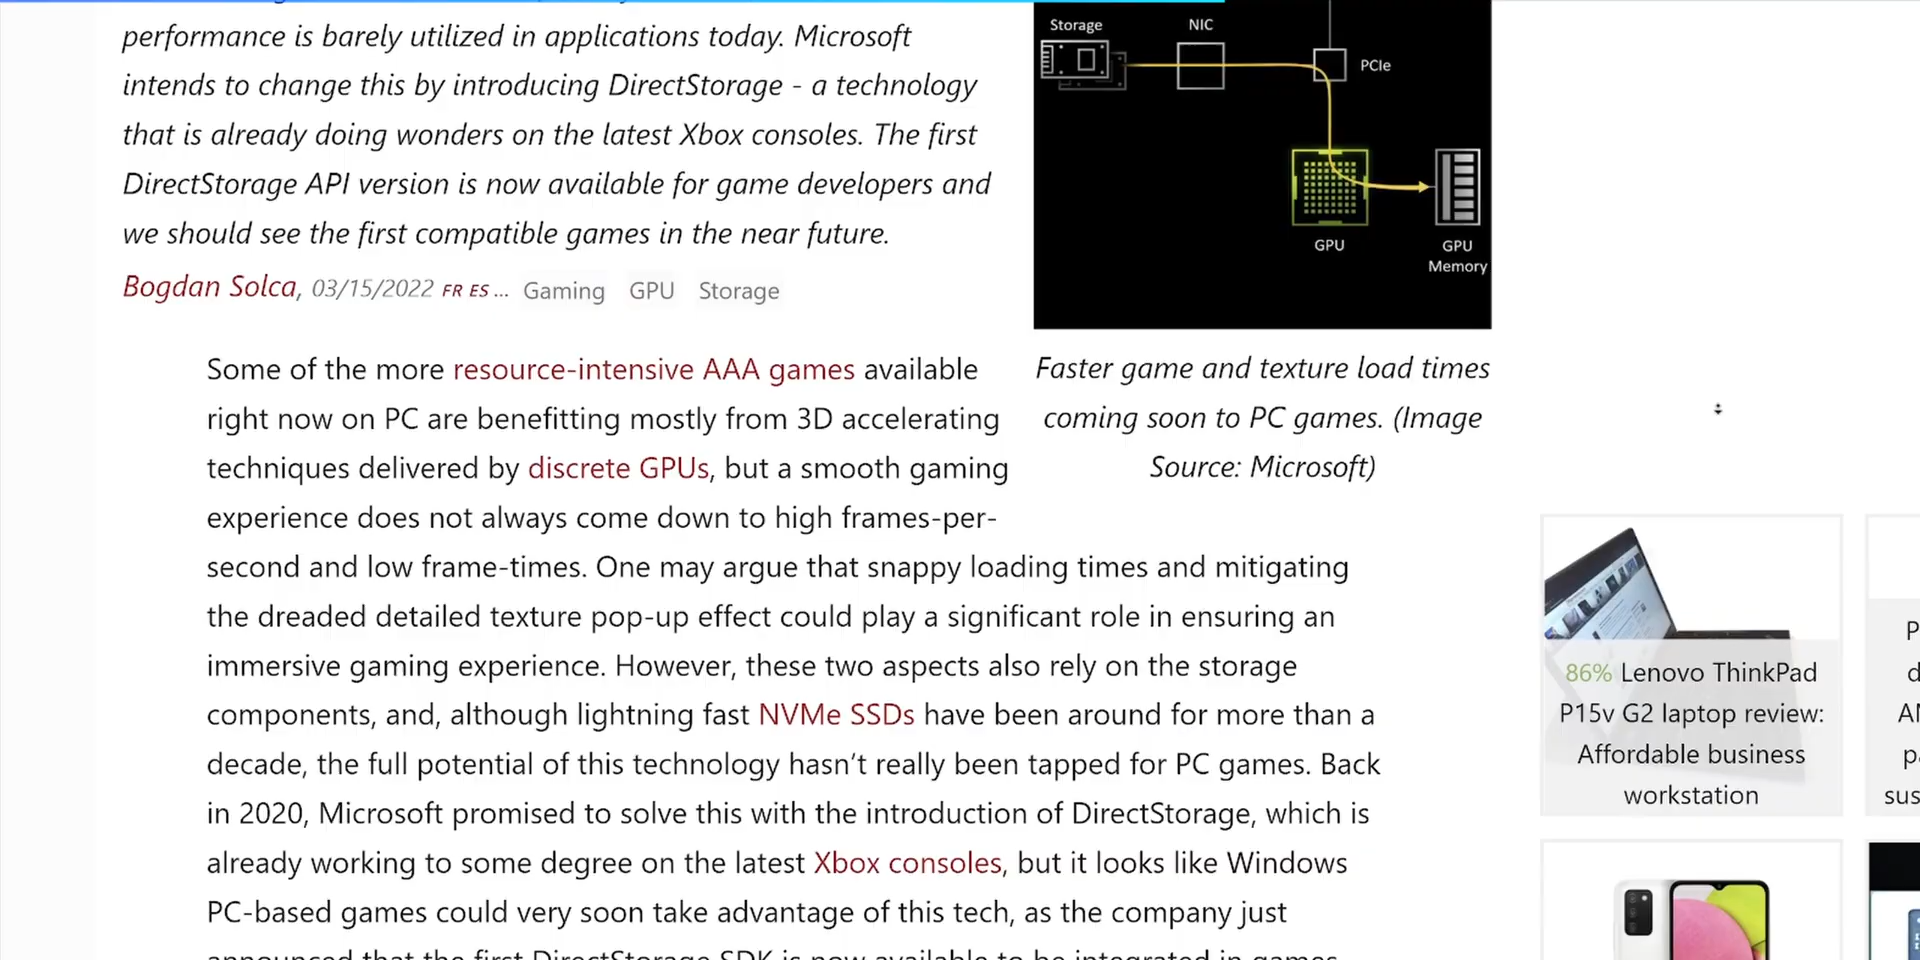 performance is barely utilized in applications today. Microsoft
intends to change this by introducing DirectStorage - a technology
that is already doing wonders on the latest Xbox consoles. The first
DirectStorage API version is now available for game developers and
we should see the first compatible games in the near future.
Bogdan Solca, 03/15/2022 FR ES ... Gaming GPU Storage
Storage
NIC
PCIe
GPU
GPU
Memory
Faster game and texture load times
coming soon to PC games. (Image
Source: Microsoft)
Some of the more resource-intensive AAA games available
right now on PC are benefitting mostly from 3D accelerating
techniques delivered by discrete GPUs, but a smooth gaming
experience does not always come down to high frames-per-
second and low frame-times. One may argue that snappy loading times and mitigating
the dreaded detailed texture pop-up effect could play a significant role in ensuring an
immersive gaming experience. However, these two aspects also rely on the storage
components, and, although lightning fast NVMe SSDs have been around for more than a
decade, the full potential of this technology hasn't really been tapped for PC games. Back
in 2020, Microsoft promised to solve this with the introduction of DirectStorage, which is
already working to some degree on the latest Xbox consoles, but it looks like Windows
PC-based games could very soon take advantage of this tech, as the company just
announced that the first DirectStorage SDK is now available to be integrated in games
86% Lenovo ThinkPad
P15v G2 laptop review:
Affordable business
workstation